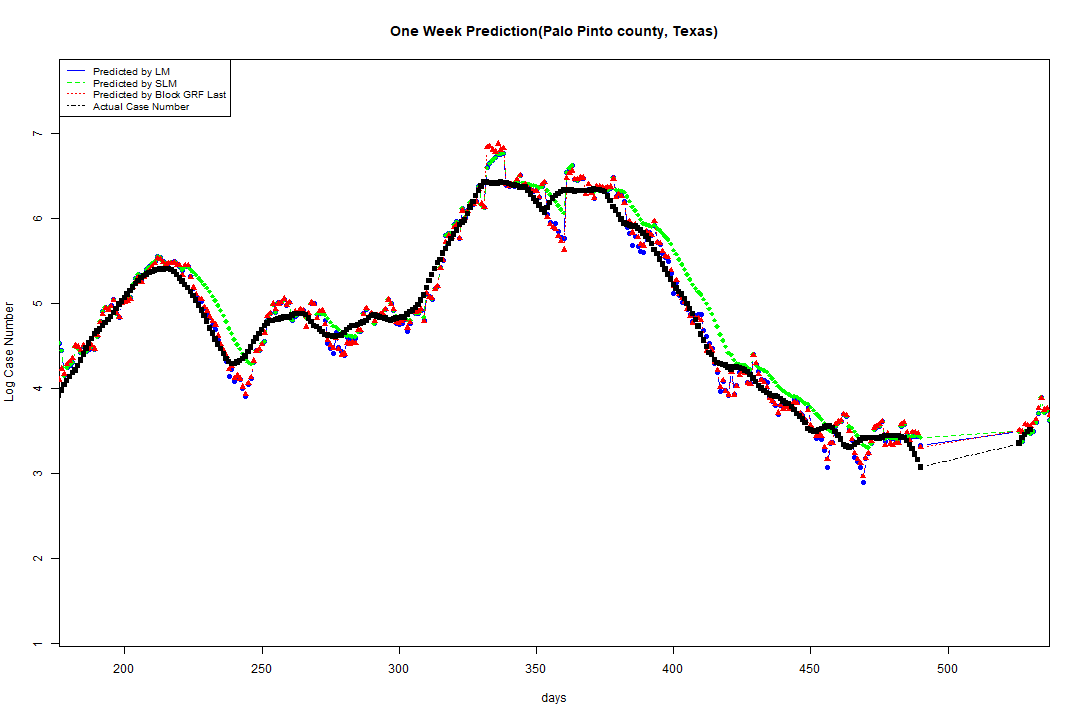 One Week Prediction(Palo Pinto county, Texas)
Predicted by LM
Predicted by SLM
Predicted by Block GRF Last
Actual Case Number
7
6
5
4
3
2
1
Log Case Number
200 250 300 350 400 450 500
days